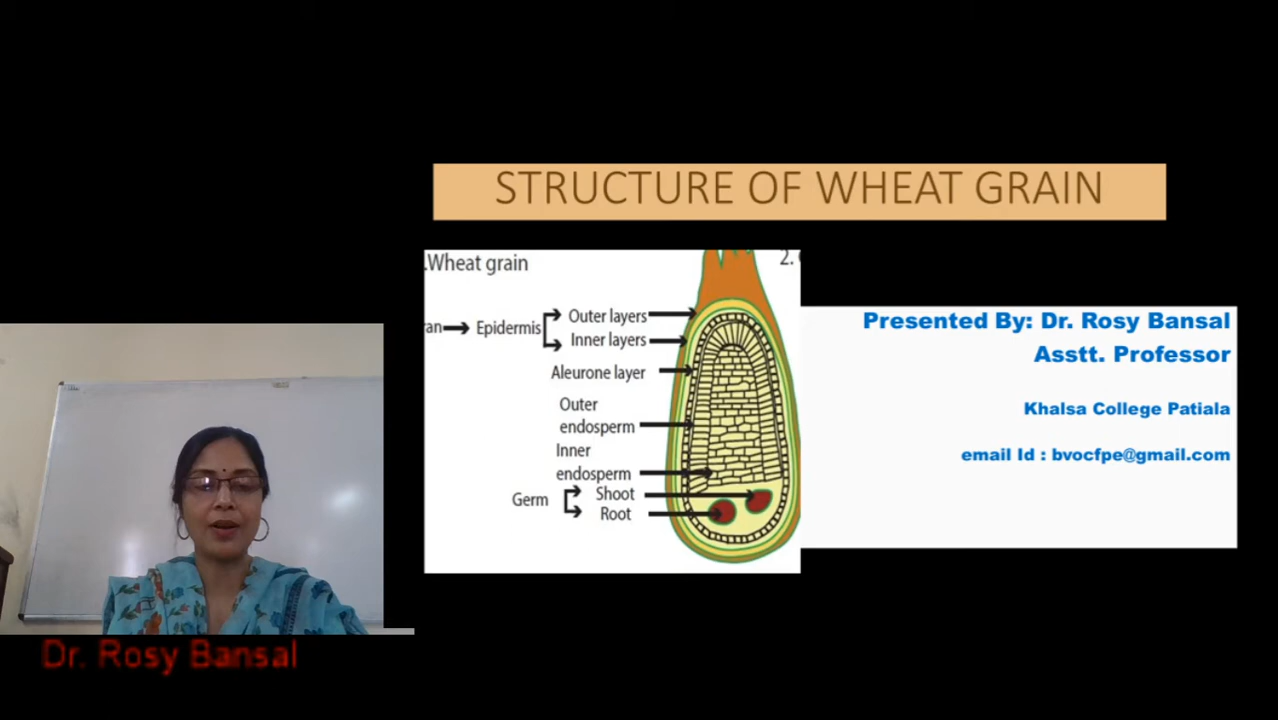 STRUCTURE OF WHEAT GRAIN
.Wheat grain
2.
an Epidermis
Outer layers
Inner layers
Aleurone layer
Outer
endosperm
Inner
endosperm
Germ
Shoot
Root
Presented By: Dr. Rosy Bansal
Asstt. Professor
Khalsa College Patiala
email Id : bvocfpe@gmail.com
Dr. Rosy Bansal